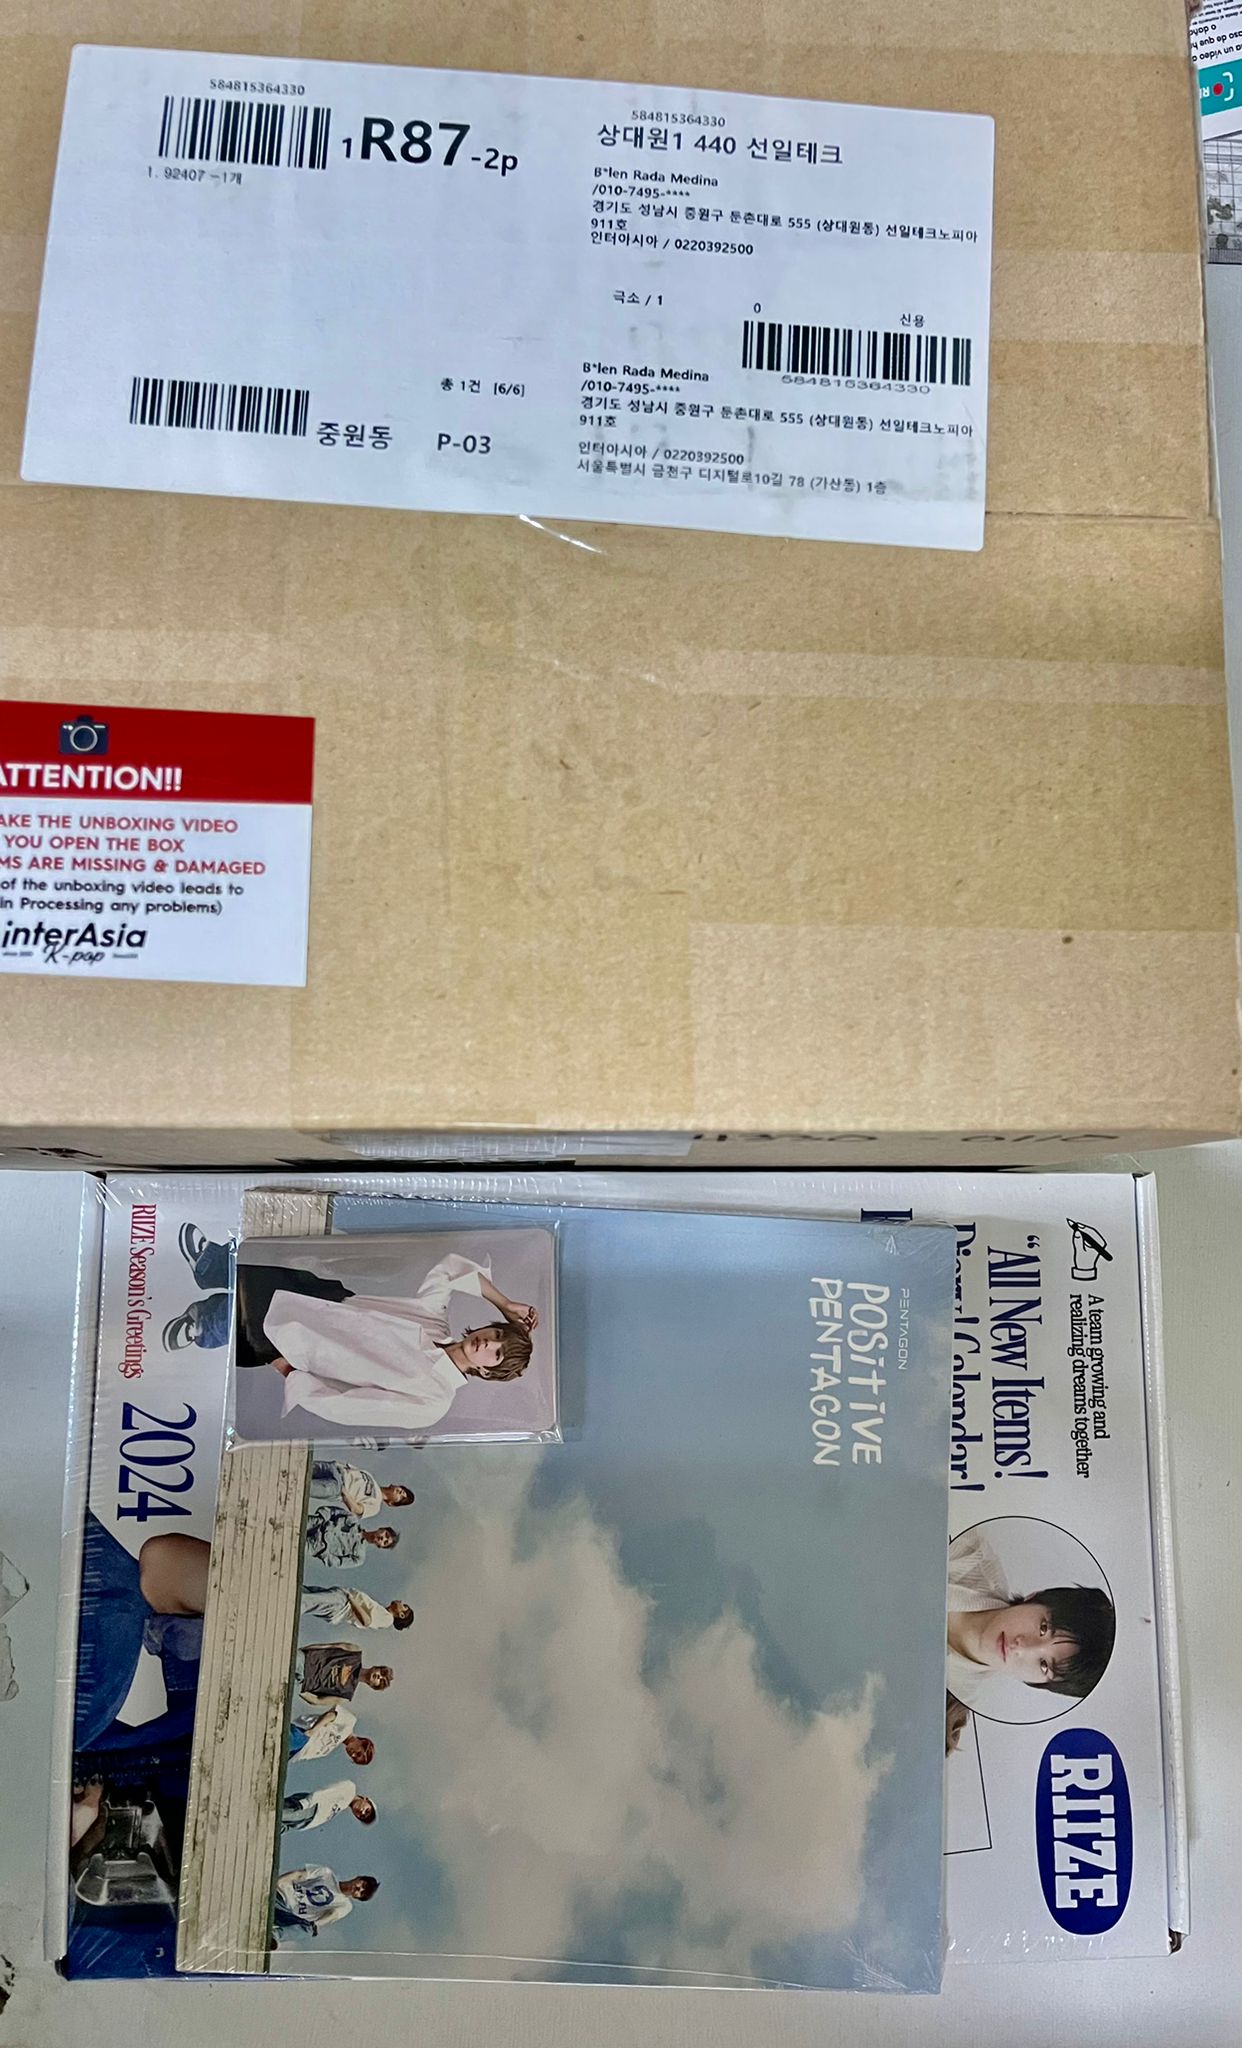 584815364330
1R87-2p
1. 92407 -1개
584815364330
상대원1 440 선일테크
B*len Rada Medina
/010-7495-****
경기도 성남시 중원구 둔촌대로 555 (상대원동) 선일테크노피아
911호
인터아시아 / 0220392500
극소 / 1
0
신용
584815364330
총 1건 [6/6]
중원동 P-03
B*len Rada Medina
/010-7495-****
경기도 성남시 중원구 둔촌대로 555 (상대원동) 선일테크노피아
911호
인터아시아 / 0220392500
서울특별시 금천구 디지털로10길 78 (가산동) 1층
ATTENTION!!
AKE THE UNBOXING VIDEO
YOU OPEN THE BOX
MS ARE MISSING & DAMAGED
of the unboxing video leads to
in Processing any problems)
interAsia
K-pop
A team growing and
realizing dreams together
"All New Items!
Calendar!
PENTAGON
POSiTiVE
PENTAGON
RIIZE Season's Greetings
2024
RIIZE